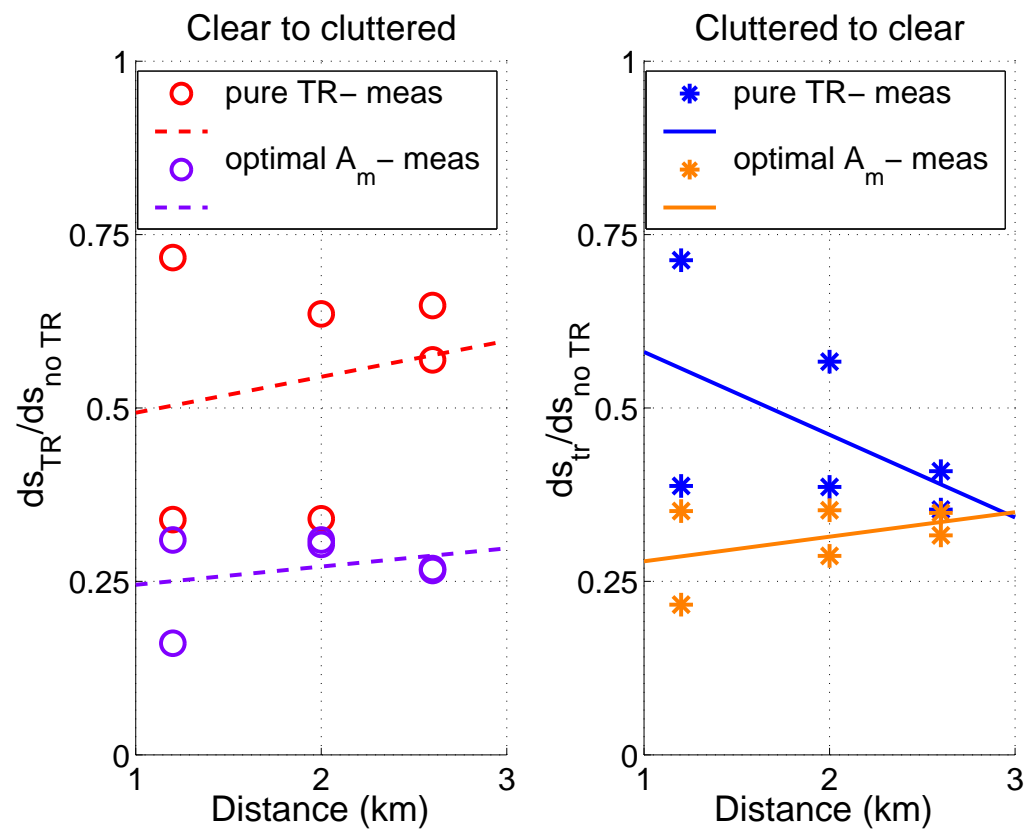 Clear to cluttered
1
pure TR− meas
optimal A_m− meas
0.75
0.5
0.25
0
ds_TR/ds_no TR
1 2 3
Distance (km)
Cluttered to clear
1
pure TR− meas
optimal A_m− meas
0.75
0.5
0.25
0
ds_tr/ds_no TR
1 2 3
Distance (km)